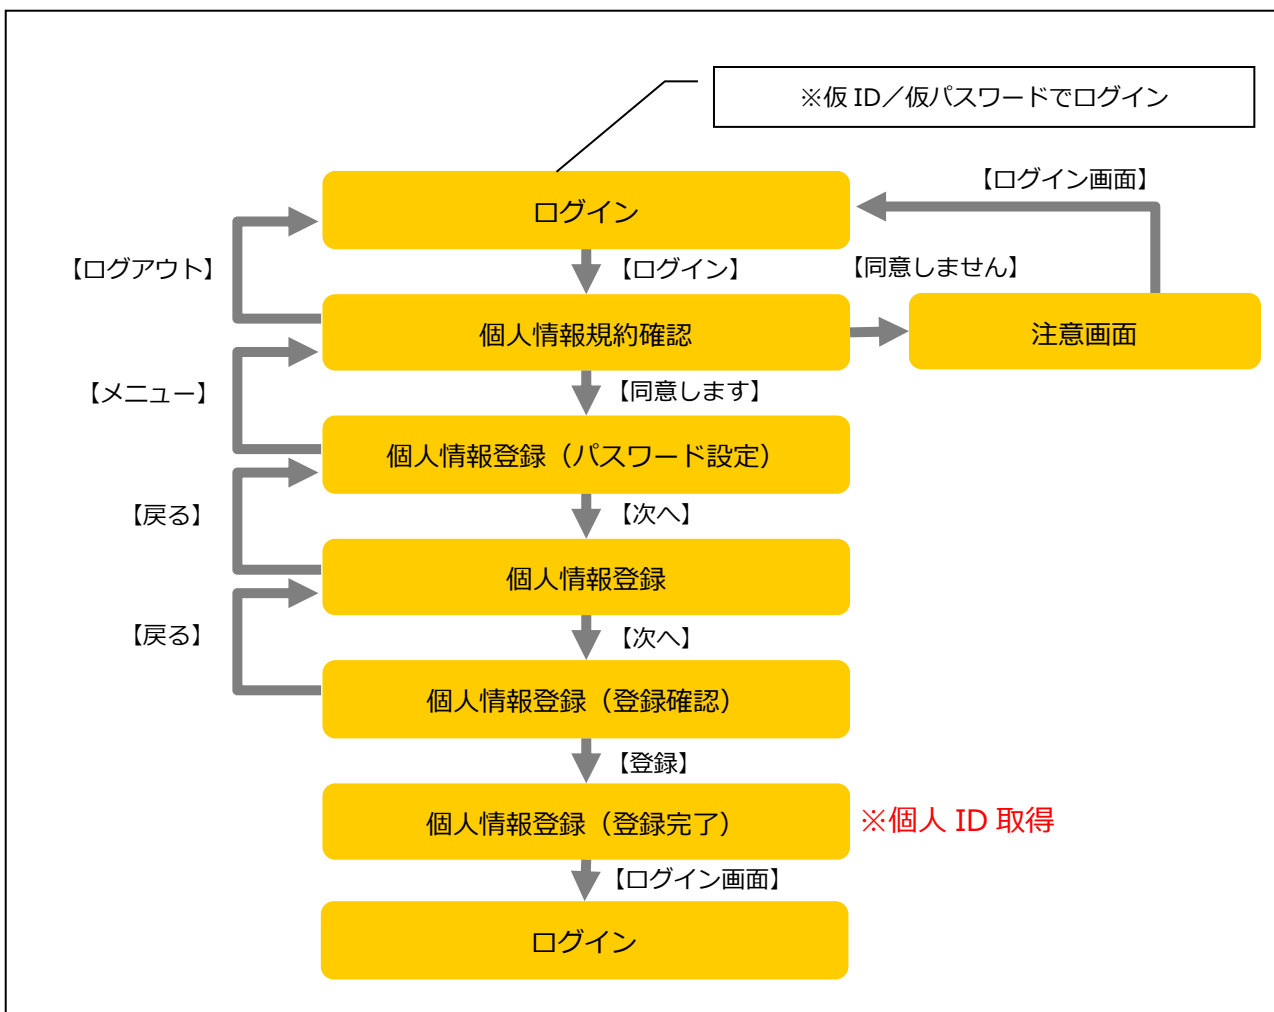 ※仮 ID／仮パスワードでログイン
【ログイン画面】
ログイン
【ログアウト】
【ログイン】
【同意しません】
個人情報規約確認
注意画面
【メニュー】
【同意します】
個人情報登録（パスワード設定）
【戻る】
【次へ】
個人情報登録
【戻る】
【次へ】
個人情報登録（登録確認）
【登録】
個人情報登録（登録完了）
※個人 ID 取得
【ログイン画面】
ログイン